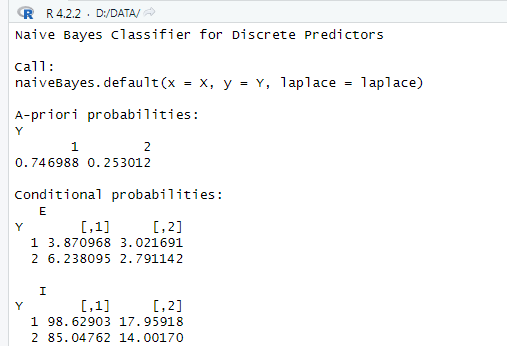 R 4.2.2 · D:/DATA/
Naive Bayes Classifier for Discrete Predictors
Call:
naiveBayes.default(x = X, y = Y, laplace = laplace)
A-priori probabilities:
Y
1 2
0.746988 0.253012
Conditional probabilities:
E
Y [,1] [,2]
1 3.870968 3.021691
2 6.238095 2.791142
I
Y [,1] [,2]
1 98.62903 17.95918
2 85.04762 14.00170